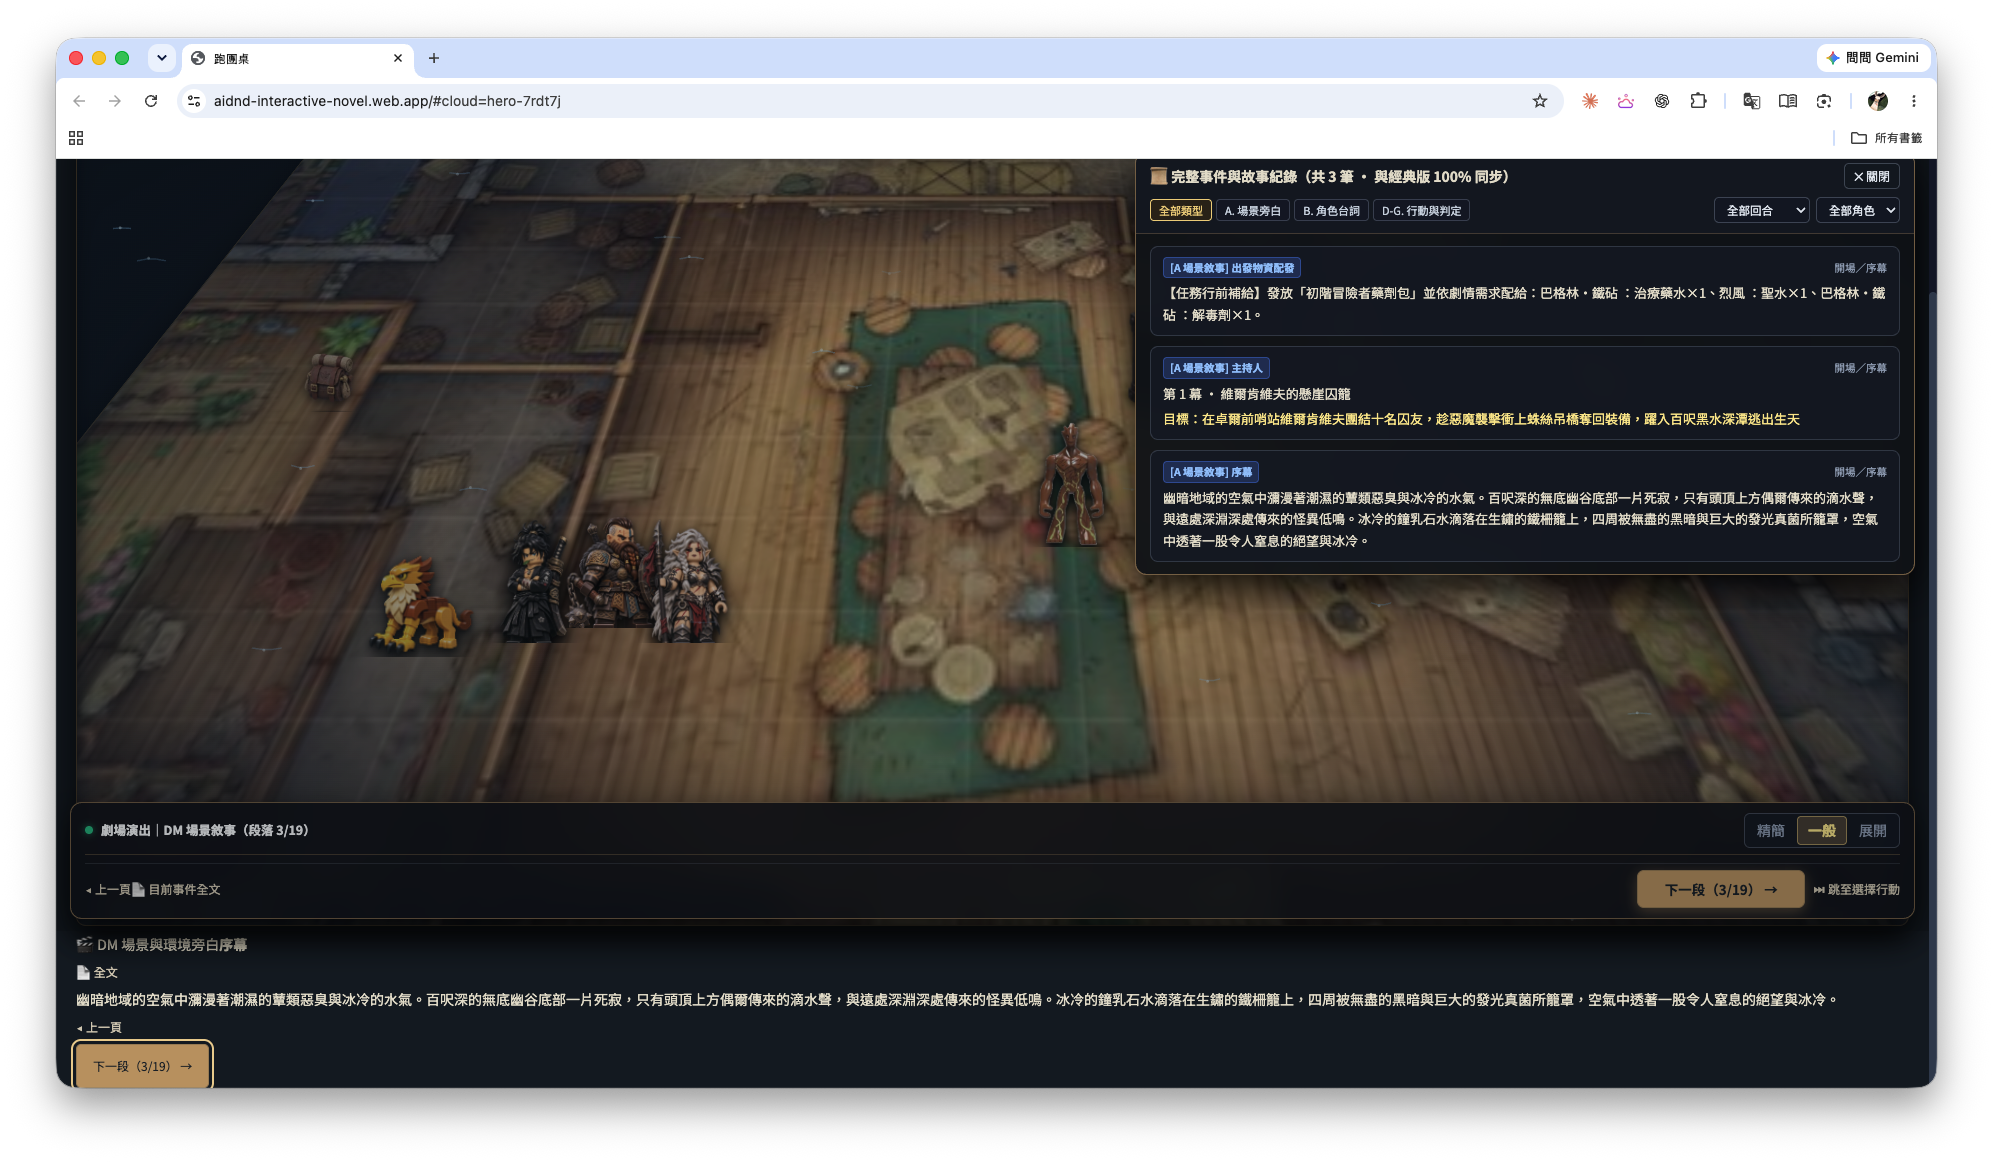 跑團桌
問問 Gemini
aidnd-interactive-novel.web.app/#cloud=hero-7rdt7j
所有書籤
完整事件與故事紀錄（共 3 筆 · 與經典版 100% 同步）
✕關閉
全部類型
A. 場景旁白
B. 角色台詞
D-G. 行動與判定
全部回合
全部角色
[A 場景敘事] 出發物資配發
開場／序幕
【任務行前補給】發放「初階冒險者藥劑包」並依劇情需求配給：巴格林・鐵砧 ：治療藥水×1、烈風 ：聖水×1、巴格林・鐵
砧 ：解毒劑×1。
[A 場景敘事] 主持人
開場／序幕
第 1 幕 · 維爾肯維夫的懸崖囚籠
目標：在卓爾前哨站維爾肯維夫團結十名囚友，趁惡魔襲擊衝上蛛絲吊橋奪回裝備，躍入百呎黑水深潭逃出生天
[A 場景敘事] 序幕
開場／序幕
幽暗地域的空氣中瀰漫著潮濕的蕈類惡臭與冰冷的水氣。百呎深的無底幽谷底部一片死寂，只有頭頂上方偶爾傳來的滴水聲，
與遠處深淵深處傳來的怪異低鳴。冰冷的鐘乳石水滴落在生鏽的鐵柵籠上，四周被無盡的黑暗與巨大的發光真菌所籠罩，空氣
中透著一股令人窒息的絕望與冰冷。
劇場演出｜DM 場景敘事（段落 3/19）
精簡
一般
展開
◂ 上一頁
目前事件全文
下一段（3/19） →
⏭ 跳至選擇行動
DM 場景與環境旁白序幕
全文
幽暗地域的空氣中瀰漫著潮濕的蕈類惡臭與冰冷的水氣。百呎深的無底幽谷底部一片死寂，只有頭頂上方偶爾傳來的滴水聲，與遠處深淵深處傳來的怪異低鳴。冰冷的鐘乳石水滴落在生鏽的鐵柵籠上，四周被無盡的黑暗與巨大的發光真菌所籠罩，空氣中透著一股令人窒息的絕望與冰冷。
◂ 上一頁
下一段（3/19） →